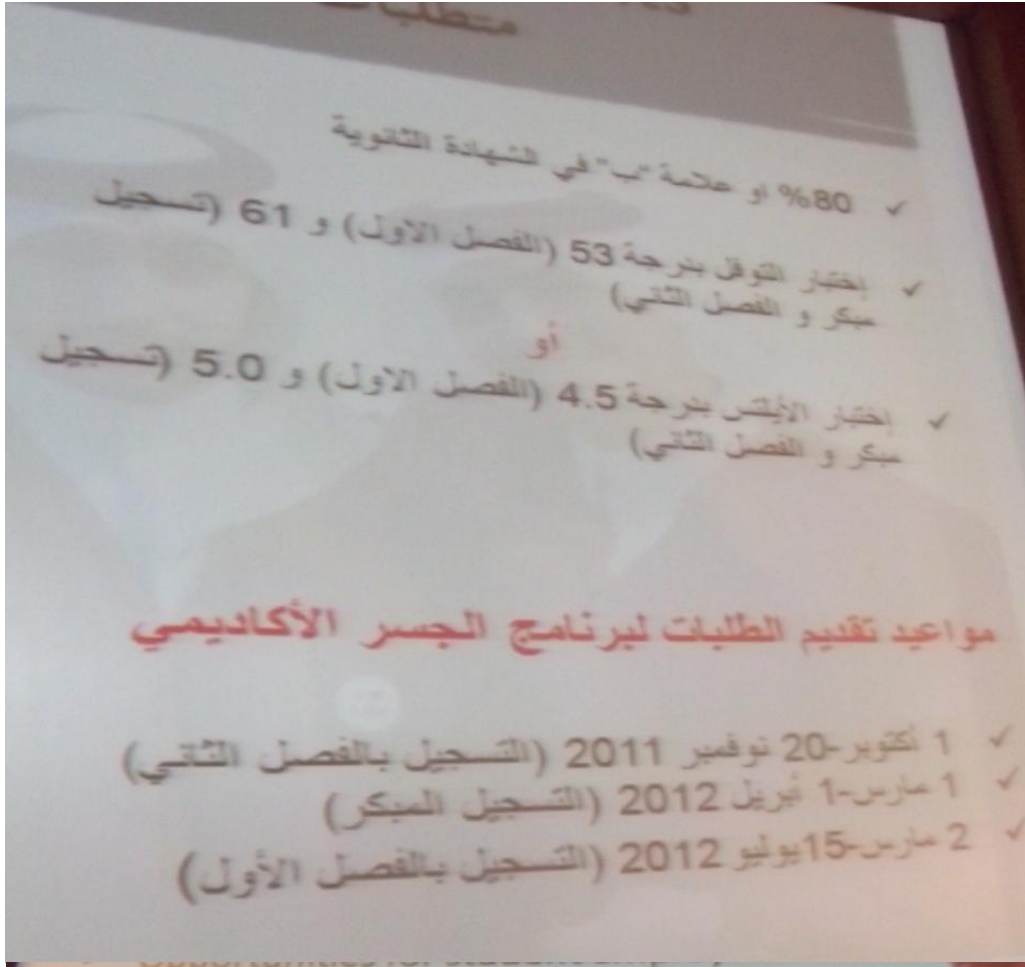 متطلبات
80% او علامة "ب" في الشهادة الثانوية
إختبار التوفل بدرجة 53 (الفصل الاول) و 61 (تسجيل
مبكر و الفصل الثاني)
أو
إختبار الأيلتس بدرجة 4.5 (الفصل الاول) و 5.0 (تسجيل
مبكر و الفصل الثاني)
مواعيد تقديم الطلبات لبرنامج الجسر الأكاديمي
1 أكتوبر-20 نوفمبر 2011 (التسجيل بالفصل الثاني)
1 مارس-1 أبريل 2012 (التسجيل المبكر)
2 مارس-15يوليو 2012 (التسجيل بالفصل الأول)